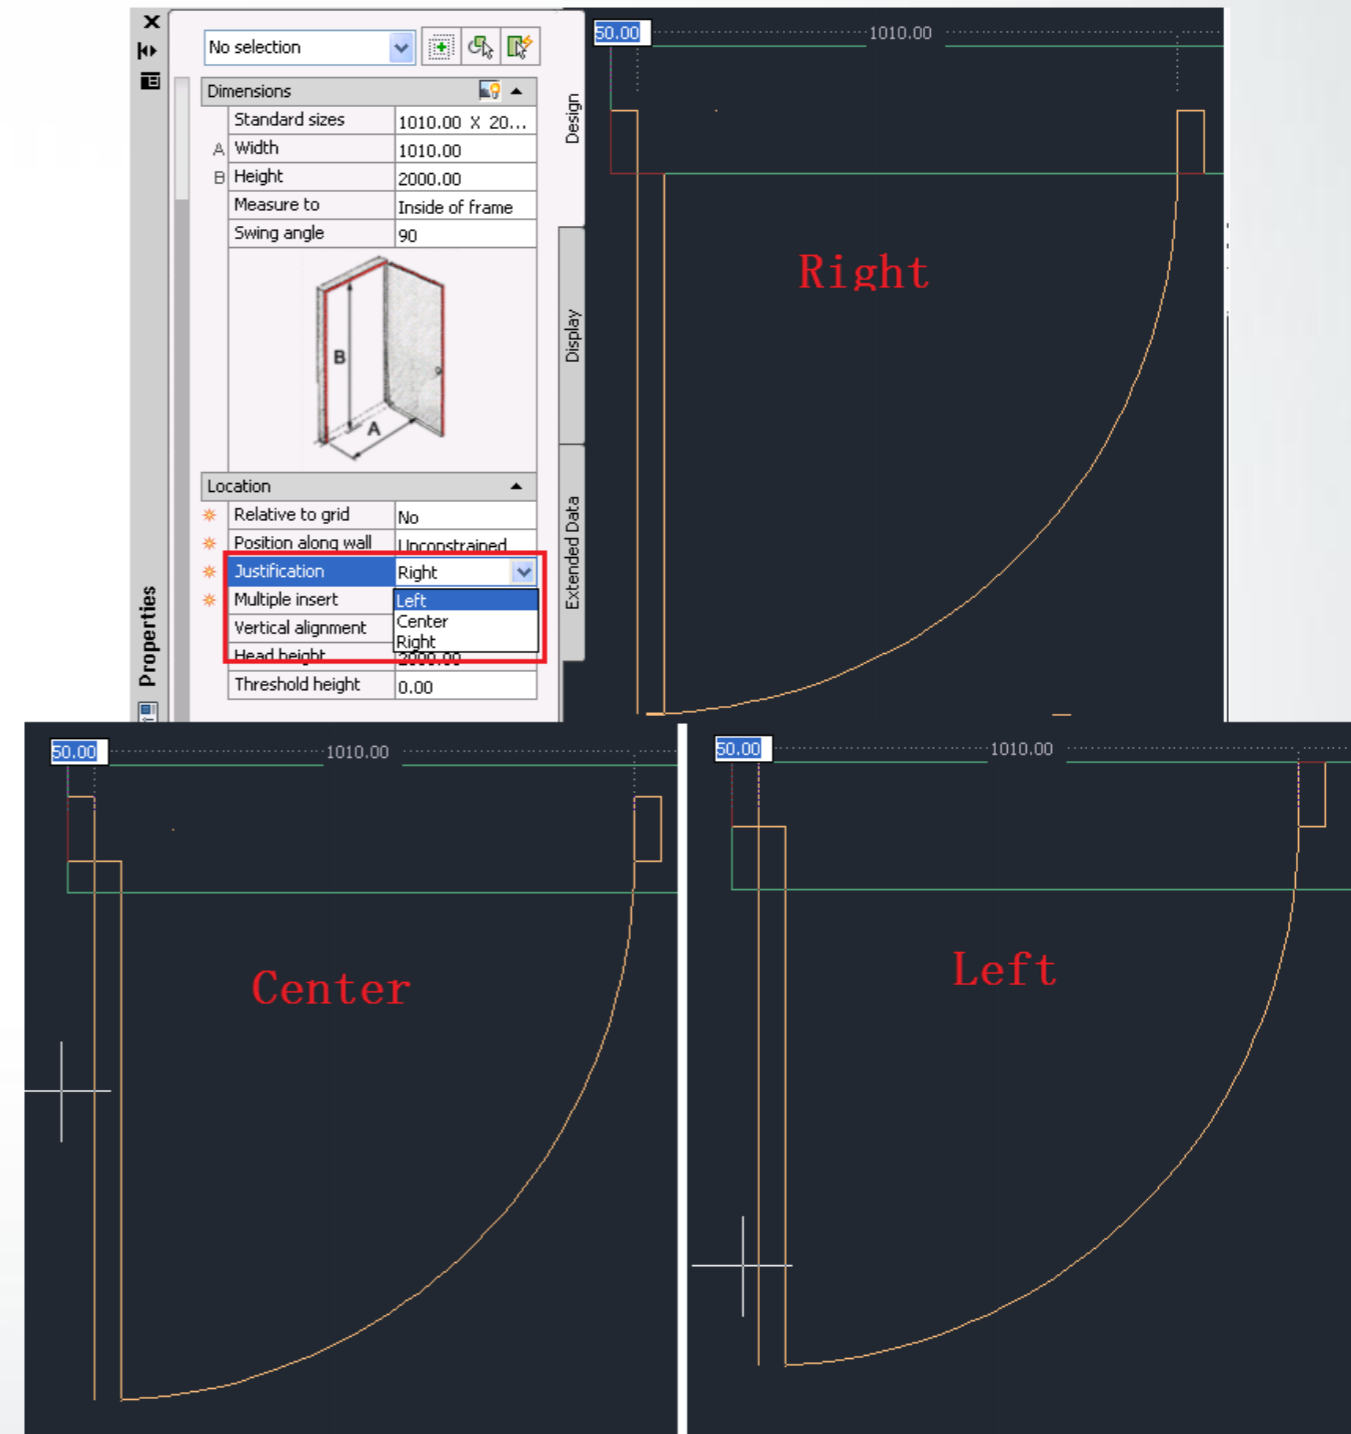 No selection
Dimensions
Standard sizes 1010.00 X 20...
A Width 1010.00
B Height 2000.00
Measure to Inside of frame
Swing angle 90
B
A
Location
Relative to grid No
Position along wall Unconstrained
Justification Right
Multiple insert Left
Center
Vertical alignment
Right
Head height 2000.00
Threshold height 0.00
Properties
Design
Display
Extended Data
50.00 1010.00
Right
50.00 1010.00
Center
50.00 1010.00
Left